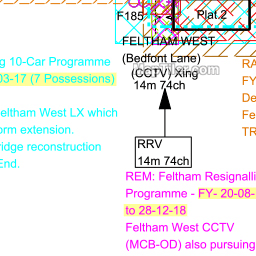 F185
Plat.2
FELTHAM WEST
(Bedfont Lane)
(CCTV) Xing
14m 74ch
g 10-Car Programme
03-17 (7 Possessions)
eltham West LX which
orm extension.
ridge reconstruction
End.
RA
FY
De
Fe
TR
RRV
14m 74ch
REM: Feltham Resignalli
Programme - FY- 20-08-
to 28-12-18
Feltham West CCTV
(MCB-OD) also pursuing